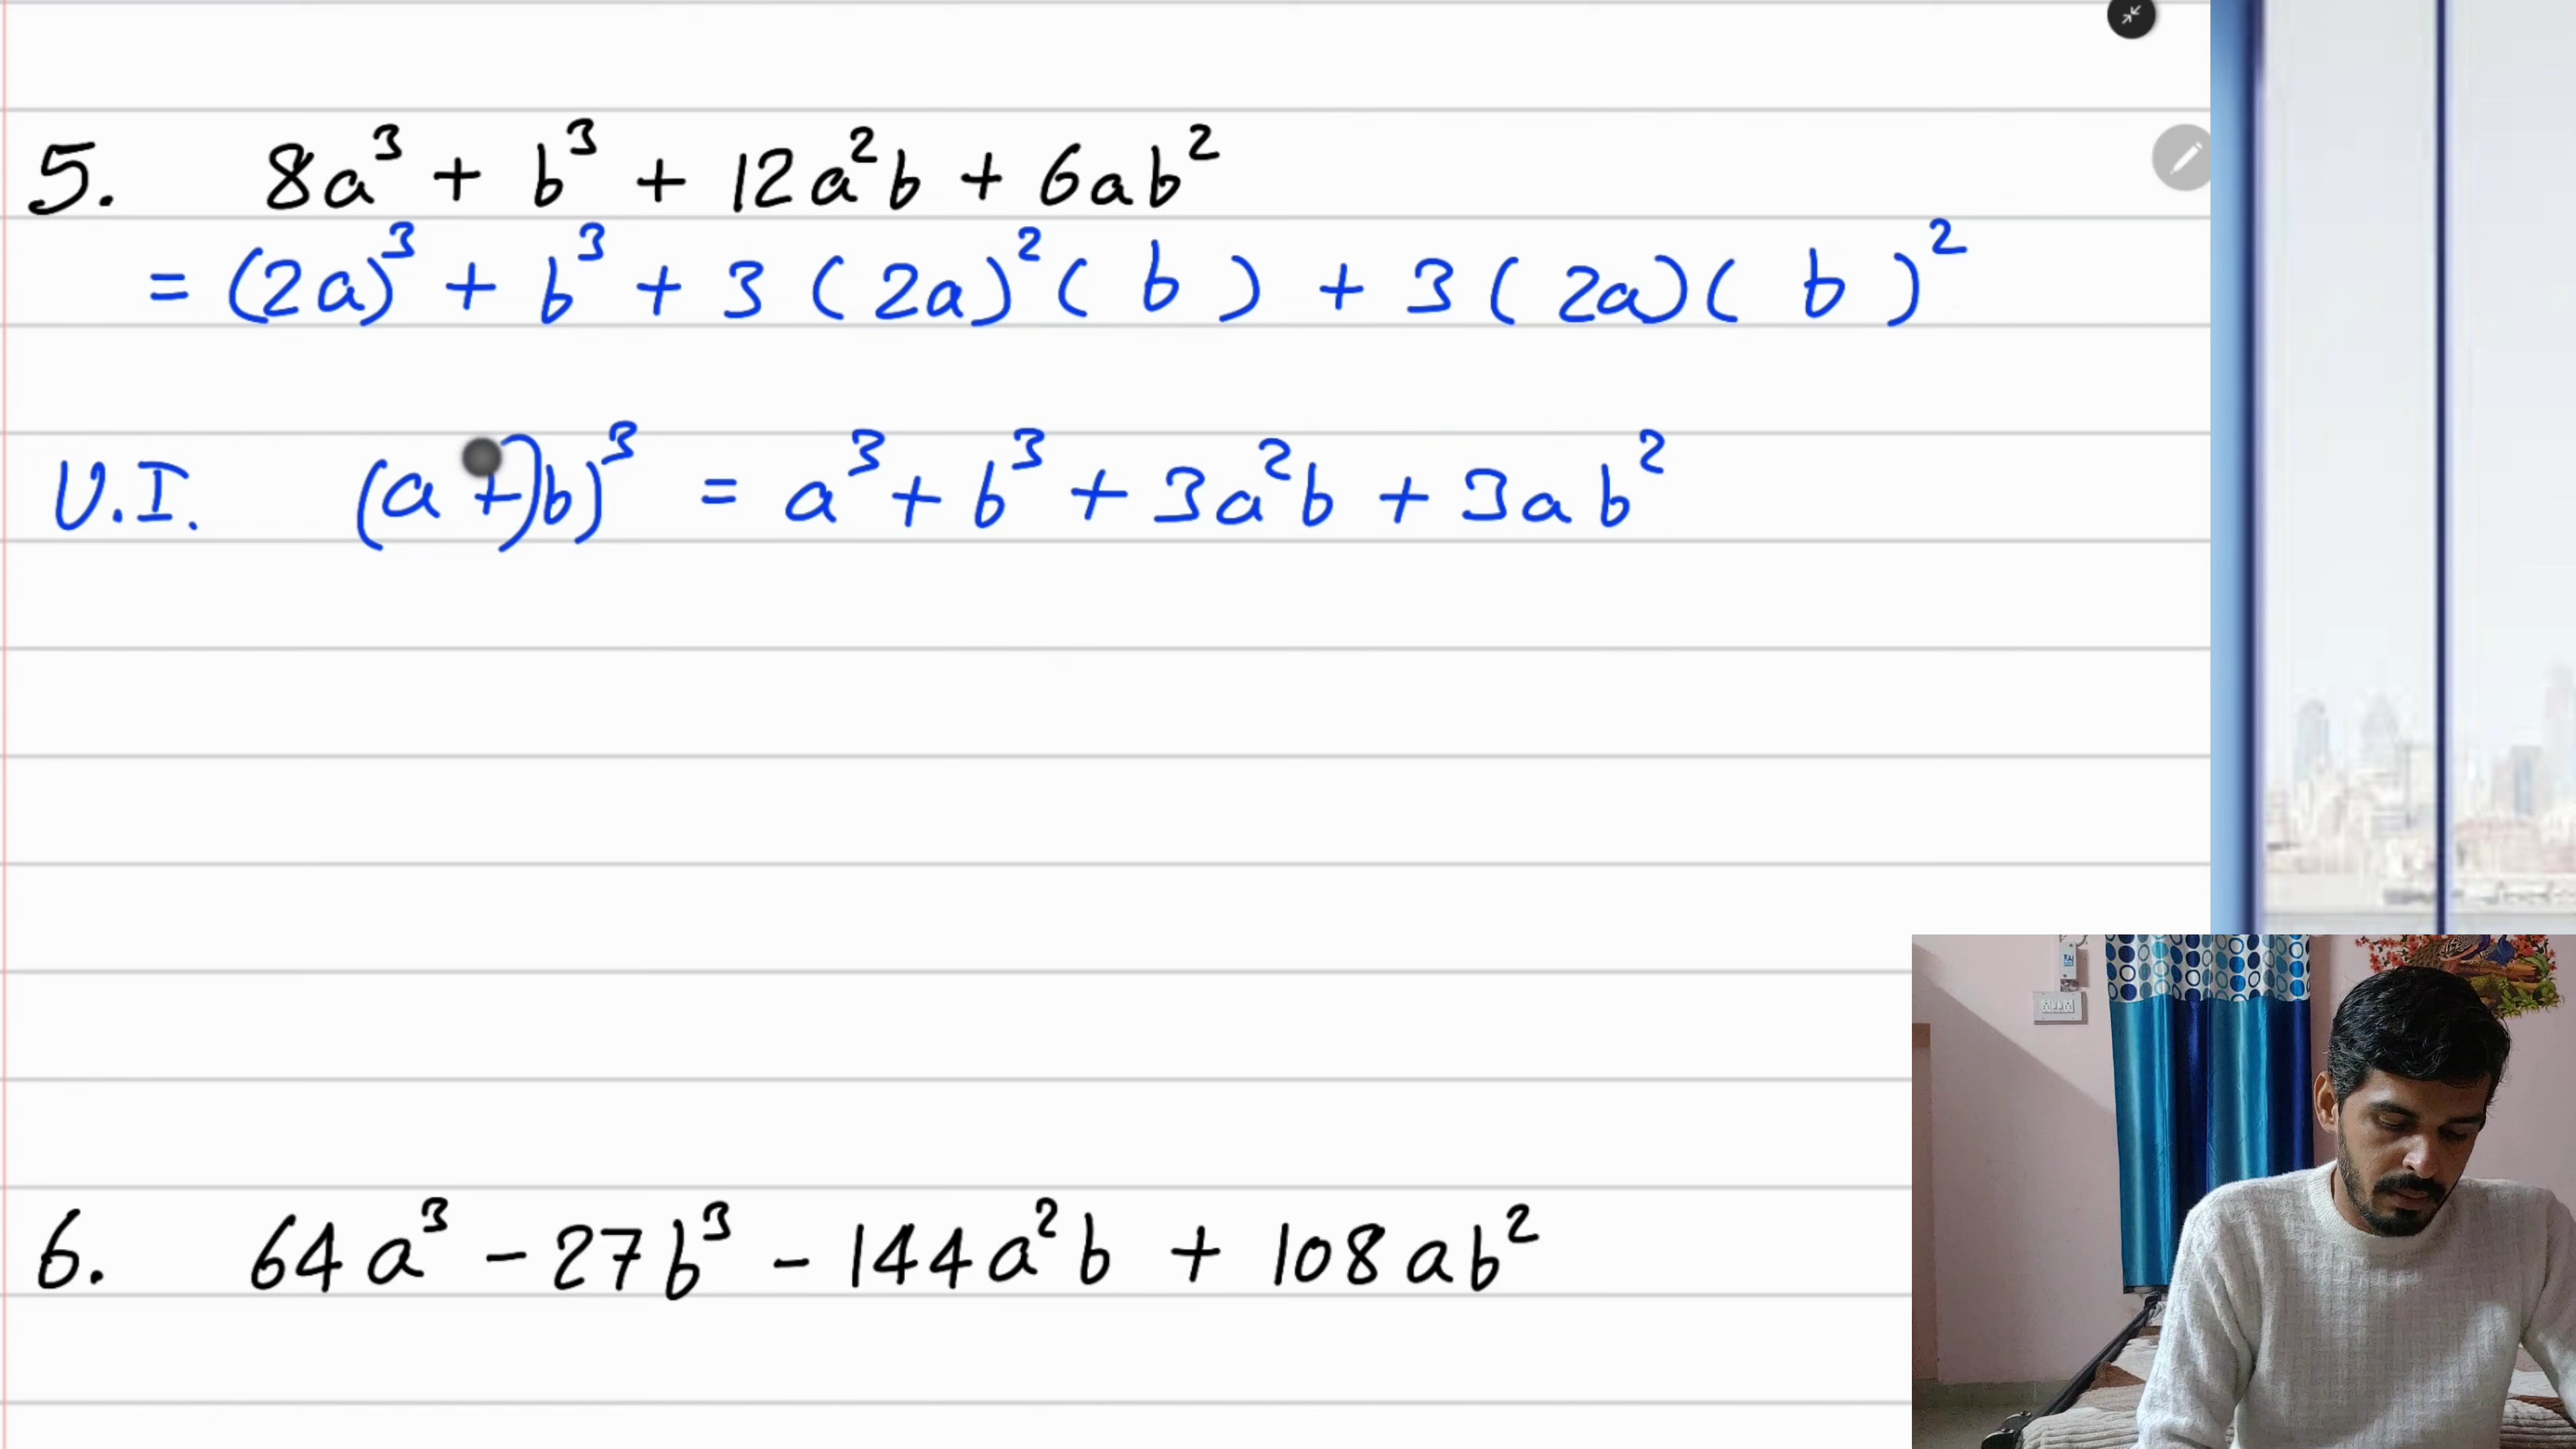 5. 8a³ + b³ + 12a²b + 6ab²
= (2a)³ + b³ + 3 ( 2a)² ( b ) + 3 ( 2a) ( b )²
U.I. (a +)b)³ = a³ + b³ + 3a²b + 3ab²
6. 64a³ - 27b³ - 144a²b + 108ab²